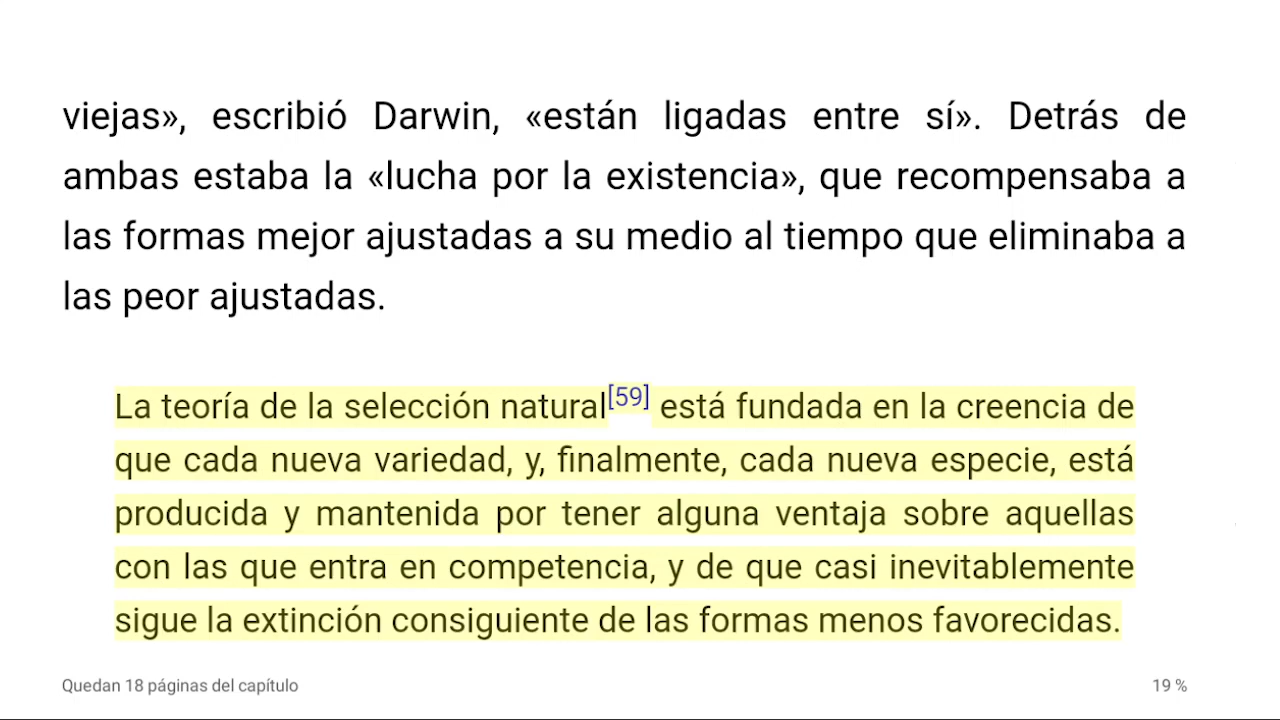 viejas», escribió Darwin, «están ligadas entre sí». Detrás de
ambas estaba la «lucha por la existencia», que recompensaba a
las formas mejor ajustadas a su medio al tiempo que eliminaba a
las peor ajustadas.
La teoría de la selección natural[59] está fundada en la creencia de
que cada nueva variedad, y, finalmente, cada nueva especie, está
producida y mantenida por tener alguna ventaja sobre aquellas
con las que entra en competencia, y de que casi inevitablemente
sigue la extinción consiguiente de las formas menos favorecidas.
Quedan 18 páginas del capítulo 19 %